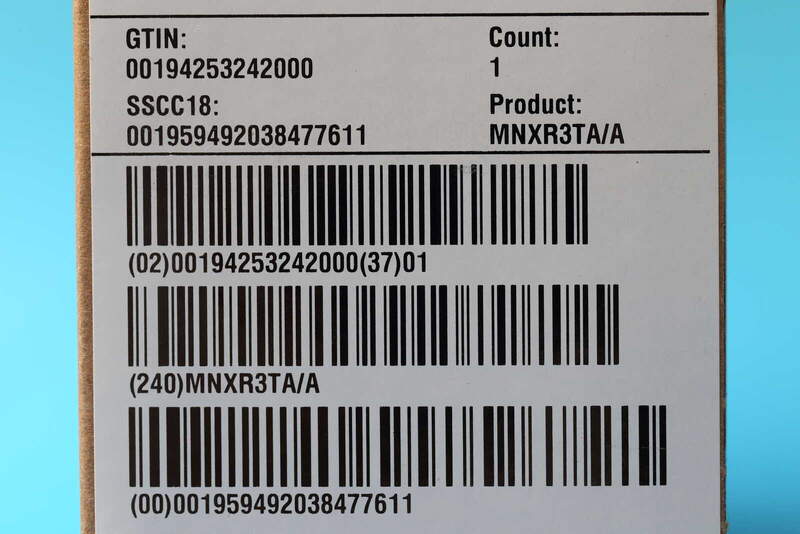 GTIN: Count:
00194253242000 1
SSCC18: Product:
001959492038477611 MNXR3TA/A
(02)00194253242000(37)01
(240)MNXR3TA/A
(00)001959492038477611